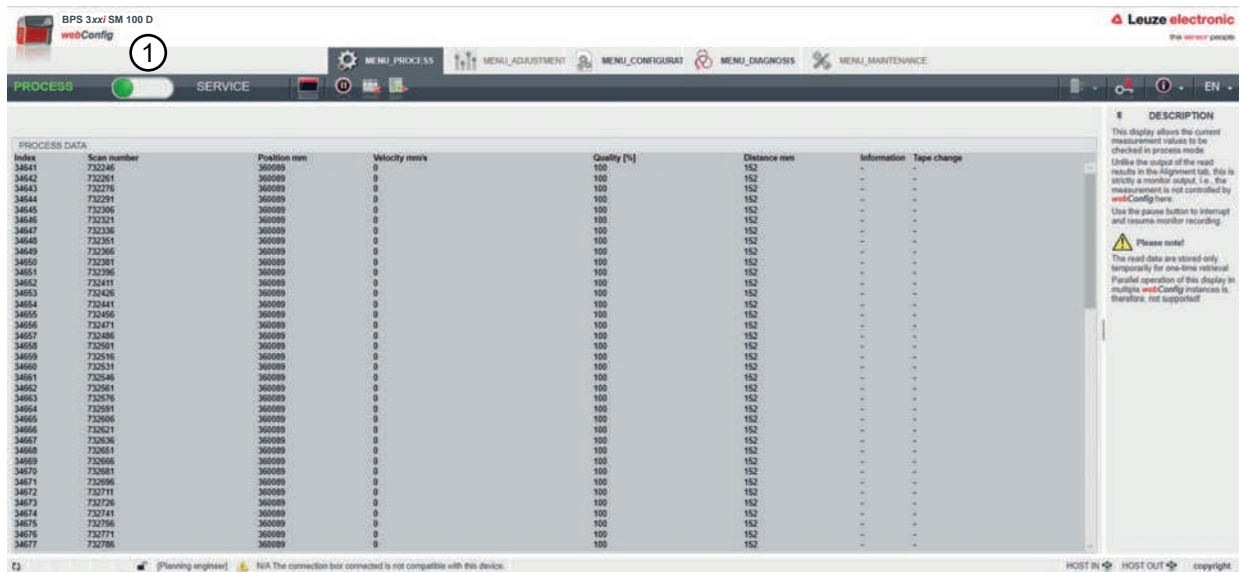 BPS 3xxi SM 100 D
webConfig
1
Leuze electronic
the sensor people
MENU_PROCESS
MENU_ADJUSTMENT
MENU_CONFIGURAT
MENU_DIAGNOSIS
MENU_MAINTENANCE
PROCESS
SERVICE
EN
PROCESS DATA
Index Scan number Position mm Velocity mm/s Quality [%] Distance mm Information Tape change
34641 732246 360089 0 100 152 - -
34642 732261 360089 0 100 152 - -
34643 732276 360089 0 100 152 - -
34644 732291 360089 0 100 152 - -
34645 732306 360089 0 100 152 - -
34646 732321 360089 0 100 152 - -
34647 732336 360089 0 100 152 - -
34648 732351 360089 0 100 152 - -
34649 732366 360089 0 100 152 - -
34650 732381 360089 0 100 152 - -
34651 732396 360089 0 100 152 - -
34652 732411 360089 0 100 152 - -
34653 732426 360089 0 100 152 - -
34654 732441 360089 0 100 152 - -
34655 732456 360089 0 100 152 - -
34656 732471 360089 0 100 152 - -
34657 732486 360089 0 100 152 - -
34658 732501 360089 0 100 152 - -
34659 732516 360089 0 100 152 - -
34660 732531 360089 0 100 152 - -
34661 732546 360089 0 100 152 - -
34662 732561 360089 0 100 152 - -
34663 732576 360089 0 100 152 - -
34664 732591 360089 0 100 152 - -
34665 732606 360089 0 100 152 - -
34666 732621 360089 0 100 152 - -
34667 732636 360089 0 100 152 - -
34668 732651 360089 0 100 152 - -
34669 732666 360089 0 100 152 - -
34670 732681 360089 0 100 152 - -
34671 732696 360089 0 100 152 - -
34672 732711 360089 0 100 152 - -
34673 732726 360089 0 100 152 - -
34674 732741 360089 0 100 152 - -
34675 732756 360089 0 100 152 - -
34676 732771 360089 0 100 152 - -
34677 732786 360089 0 100 152 - -
DESCRIPTION
This display allows the current
measurement values to be
checked in process mode.
Unlike the output of the read
results in the Alignment tab, this is
strictly a monitor output, i.e., the
measurement is not controlled by
webConfig here.
Use the pause button to interrupt
and resume monitor recording.
Please note!
The read data are stored only
temporarily for one-time retrieval
Parallel operation of this display in
multiple webConfig instances is,
therefore, not supported!
[Planning engineer] N/A The connection box connected is not compatible with this device.
HOST IN HOST OUT copyright